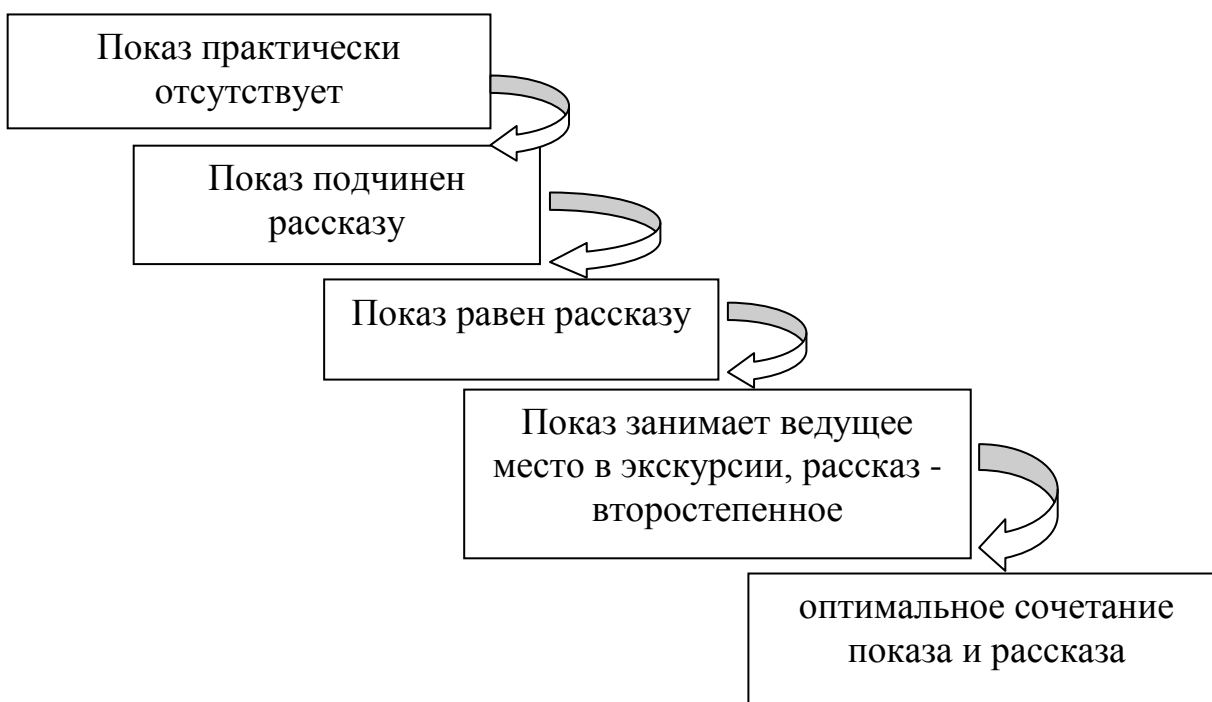 Показ практически
отсутствует
Показ подчинен
рассказу
Показ равен рассказу
Показ занимает ведущее
место в экскурсии, рассказ -
второстепенное
оптимальное сочетание
показа и рассказа